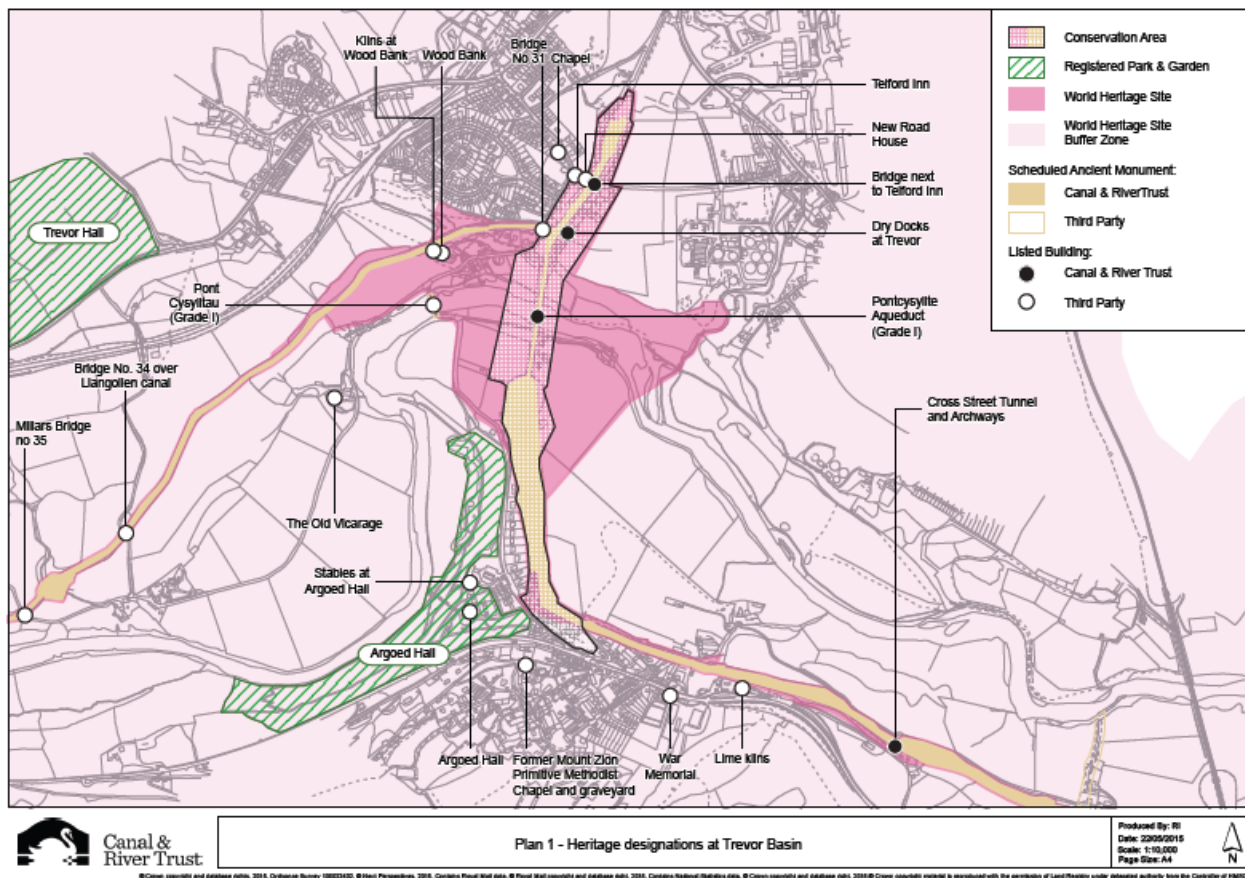 Kilns at
Wood Bank
Wood Bank
Bridge
No 31
Chapel
Telford Inn
New Road
House
Bridge next
to Telford Inn
Dry Docks
at Trevor
Pontcysyllte
Aqueduct
(Grade I)
Trevor Hall
Pont
Cysylltau
(Grade I)
Bridge No. 34 over
Llangollen canal
Millars Bridge
no 35
The Old Vicarage
Stables at
Argoed Hall
Argoed Hall
Cross Street Tunnel
and Archways
Argoed Hall
Former Mount Zion
Primitive Methodist
Chapel and graveyard
War
Memorial
Lime kilns
Conservation Area
Registered Park & Garden
World Heritage Site
World Heritage Site
Buffer Zone
Scheduled Ancient Monument:
Canal & RiverTrust
Third Party
Listed Building:
Canal & River Trust
Third Party
Canal &
River Trust
Plan 1 - Heritage designations at Trevor Basin
Produced By: RI
Date: 22/05/2015
Scale: 1:10,000
Page Size: A4
N